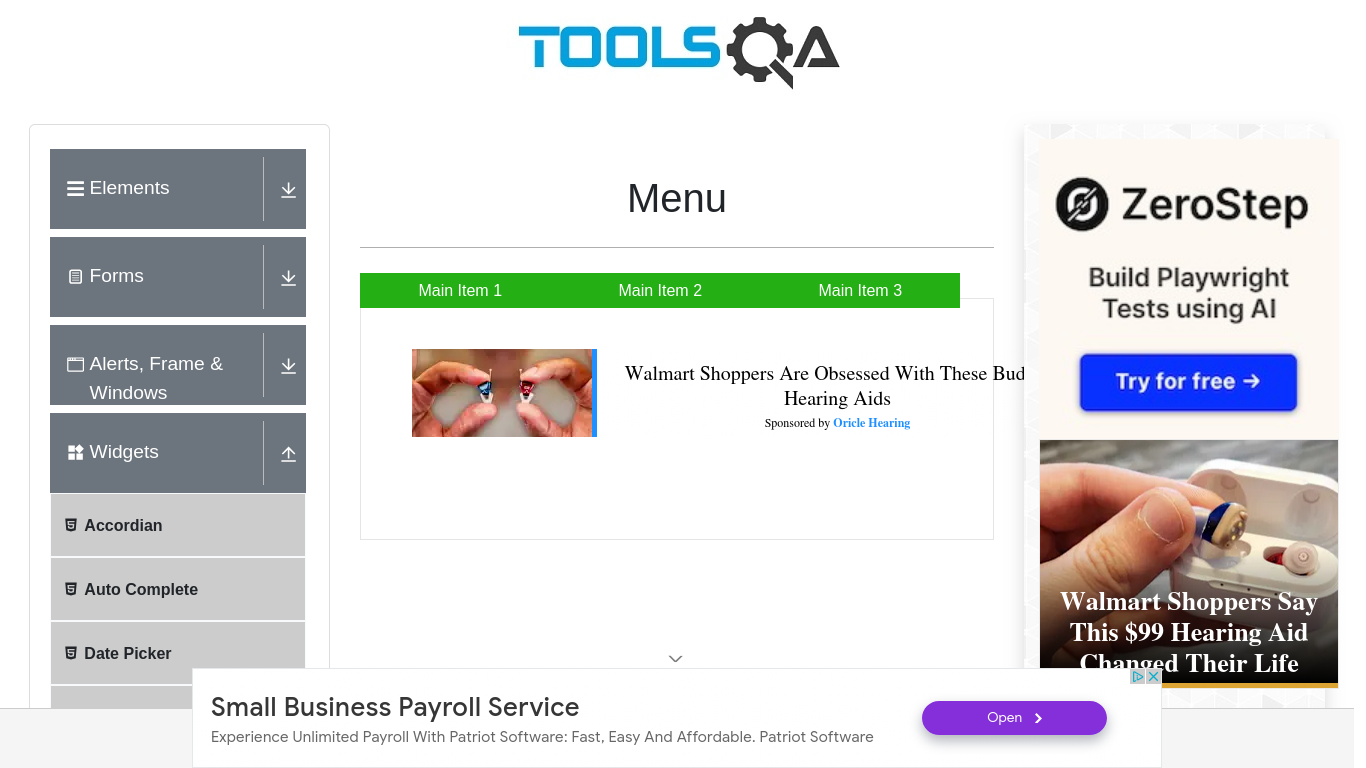 TOOLSQA
Elements
Forms
Alerts, Frame &
Windows
Widgets
Accordian
Auto Complete
Date Picker
Menu
Main Item 1
Main Item 2
Main Item 3
Walmart Shoppers Are Obsessed With These Bud
Hearing Aids
Sponsored by Oricle Hearing
ZeroStep
Build Playwright
Tests using AI
Try for free →
Walmart Shoppers Say
This $99 Hearing Aid
Changed Their Life
Small Business Payroll Service
Experience Unlimited Payroll With Patriot Software: Fast, Easy And Affordable. Patriot Software
Open